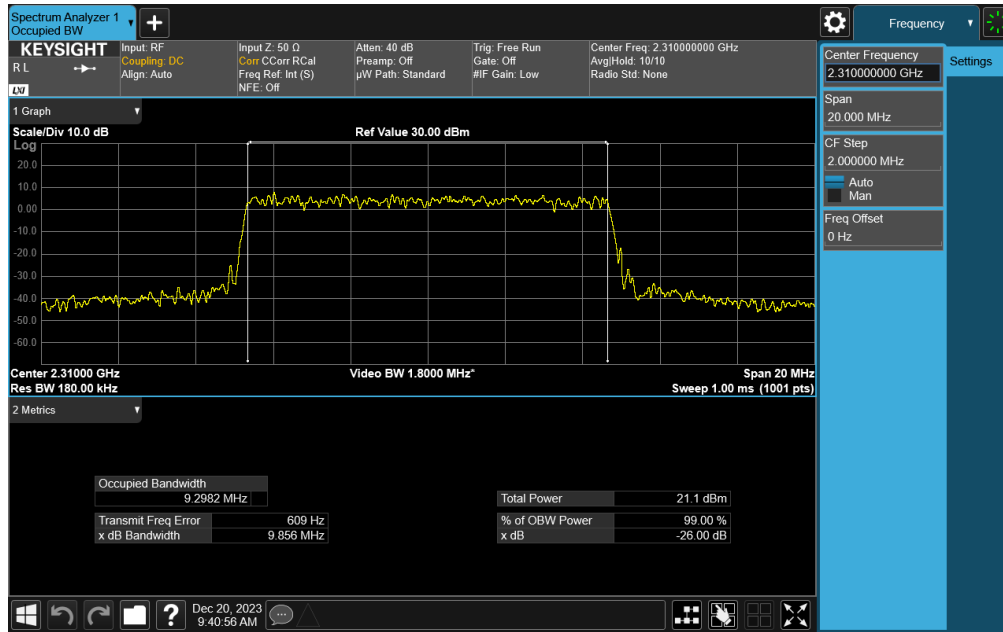 Spectrum Analyzer 1
Occupied BW
Frequency
KEYSIGHT
R L
LXI
Input: RF
Coupling: DC
Align: Auto
Input Z: 50 Ω
Corr CCorr RCal
Freq Ref: Int (S)
NFE: Off
Atten: 40 dB
Preamp: Off
µW Path: Standard
Trig: Free Run
Gate: Off
#IF Gain: Low
Center Freq: 2.310000000 GHz
Avg|Hold: 10/10
Radio Std: None
Center Frequency
2.310000000 GHz
Settings
Span
20.000 MHz
CF Step
2.000000 MHz
Auto
Man
Freq Offset
0 Hz
1 Graph
Scale/Div 10.0 dB
Ref Value 30.00 dBm
Log
20.0
10.0
0.00
-10.0
-20.0
-30.0
-40.0
-50.0
-60.0
Center 2.31000 GHz
Video BW 1.8000 MHz*
Span 20 MHz
Res BW 180.00 kHz
Sweep 1.00 ms (1001 pts)
2 Metrics
Occupied Bandwidth
9.2982 MHz
Total Power 21.1 dBm
Transmit Freq Error 609 Hz
% of OBW Power 99.00 %
x dB Bandwidth 9.856 MHz
x dB -26.00 dB
?
Dec 20, 2023
9:40:56 AM